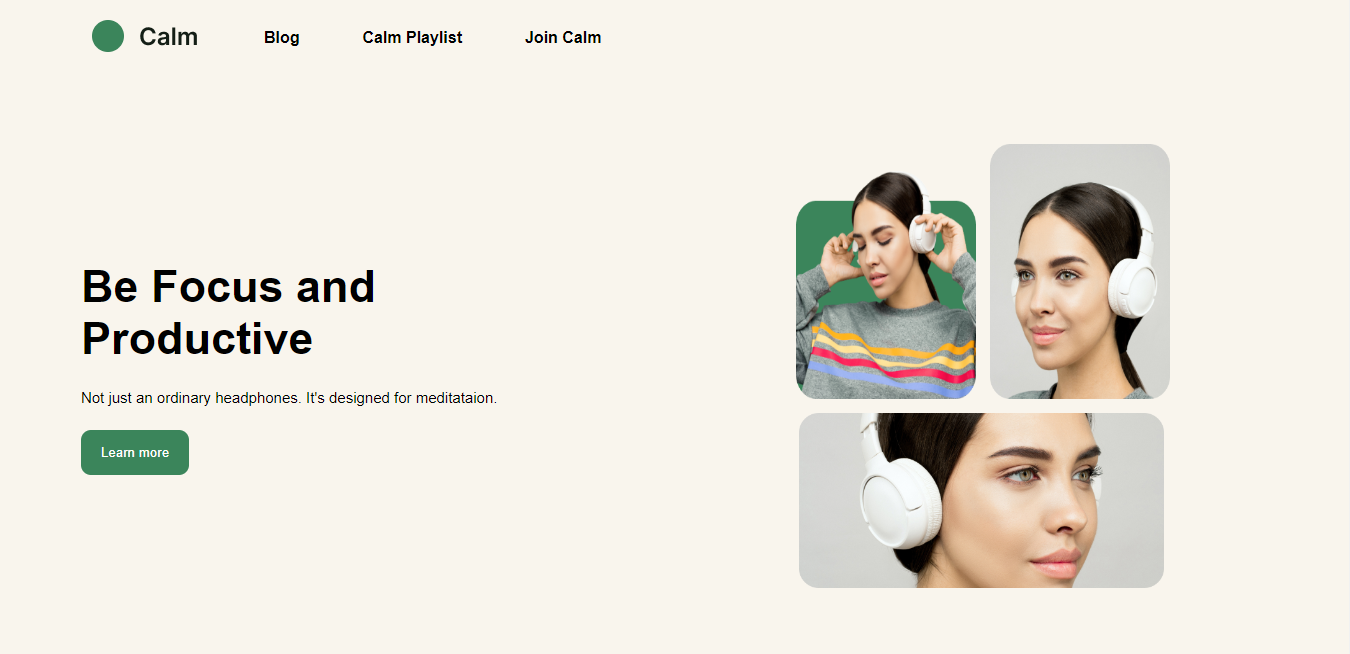 Calm
Blog
Calm Playlist
Join Calm
Be Focus and
Productive
Not just an ordinary headphones. It's designed for meditataion.
Learn more